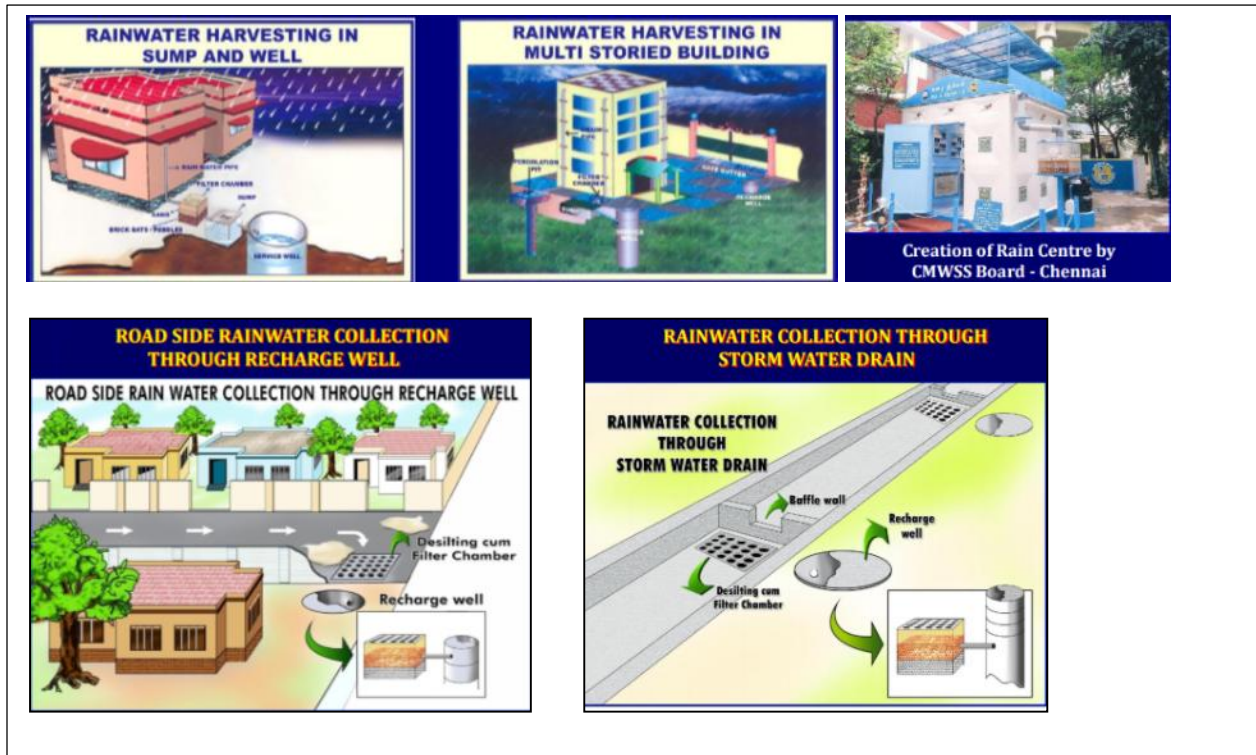 RAINWATER HARVESTING IN
SUMP AND WELL
RAIN WATER PIPE
FILTER CHAMBER
SUMP
SAND
BRICK BATS / PEBBLES
SERVICE WELL
RAINWATER HARVESTING IN
MULTI STORIED BUILDING
RAIN
PIPE
PERCOLATION
PIT
FILTER
CHAMBER
GATE GUTTER
RECHARGE
WELL
Creation of Rain Centre by
CMWSS Board - Chennai
ROAD SIDE RAINWATER COLLECTION
THROUGH RECHARGE WELL
ROAD SIDE RAIN WATER COLLECTION THROUGH RECHARGE WELL
Desilting cum
Filter Chamber
Recharge well
RAINWATER COLLECTION THROUGH
STORM WATER DRAIN
RAINWATER COLLECTION
THROUGH
STORM WATER DRAIN
Baffle wall
Recharge
well
Desilting cum
Filter Chamber